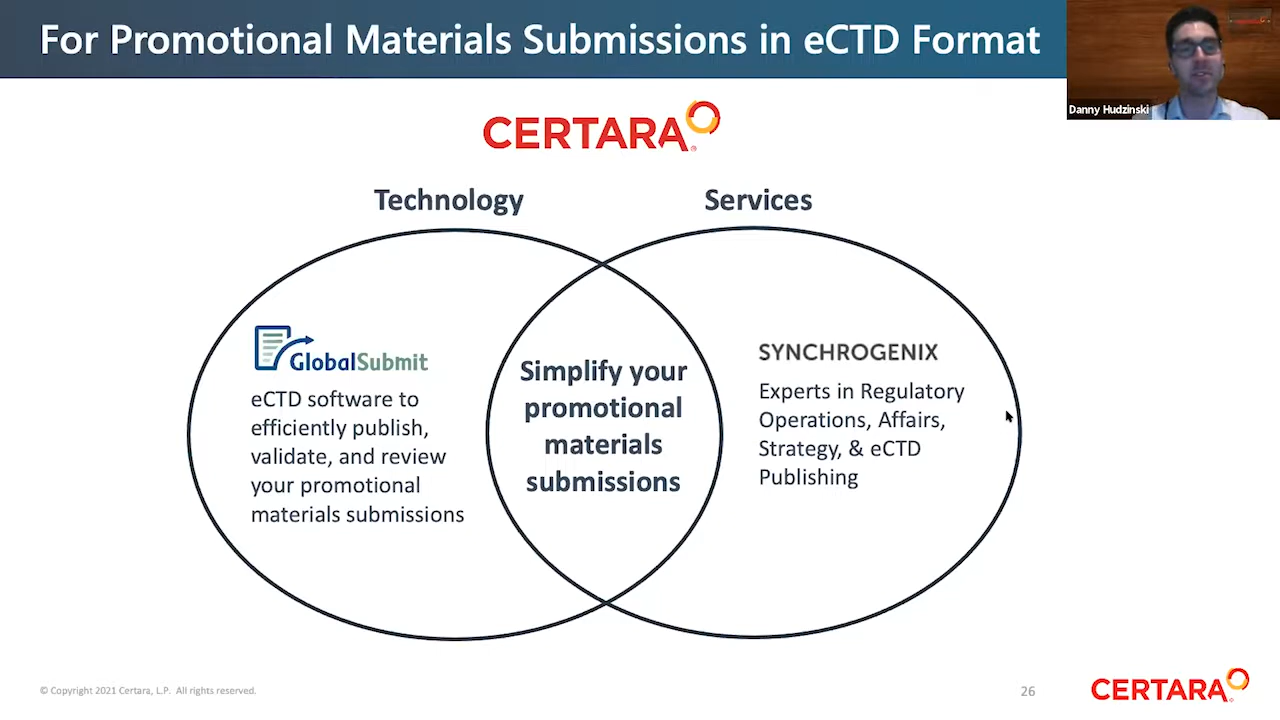 For Promotional Materials Submissions in eCTD Format
Danny Hudzinski
CERTARA
Technology
Services
GlobalSubmit
eCTD software to
efficiently publish,
validate, and review
your promotional
materials submissions
Simplify your
promotional
materials
submissions
SYNCHROGENIX
Experts in Regulatory
Operations, Affairs,
Strategy, & eCTD
Publishing
© Copyright 2021 Certara, L.P. All rights reserved.
26
CERTARA